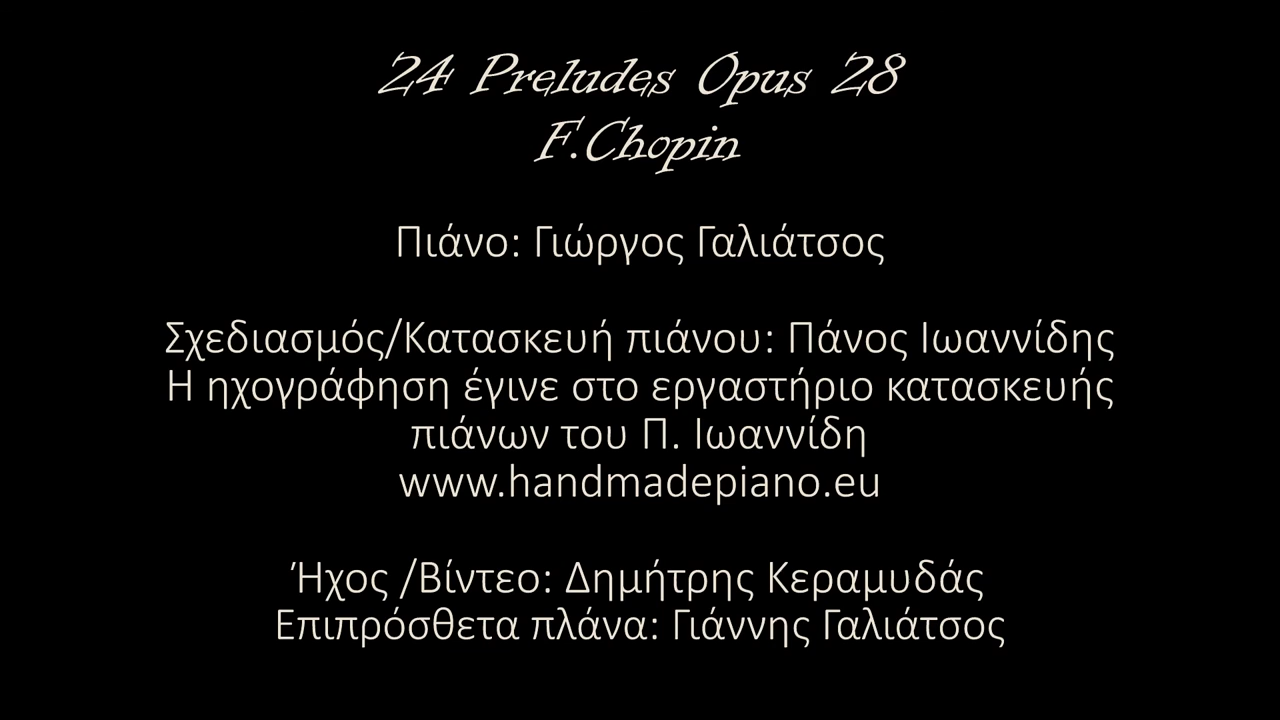 24 Preludes Opus 28
F.Chopin
Πιάνο: Γιώργος Γαλιάτσος
Σχεδιασμός/Κατασκευή πιάνου: Πάνος Ιωαννίδης
Η ηχογράφηση έγινε στο εργαστήριο κατασκευής
πιάνων του Π. Ιωαννίδη
www.handmadepiano.eu
Ήχος /Βίντεο: Δημήτρης Κεραμυδάς
Επιπρόσθετα πλάνα: Γιάννης Γαλιάτσος